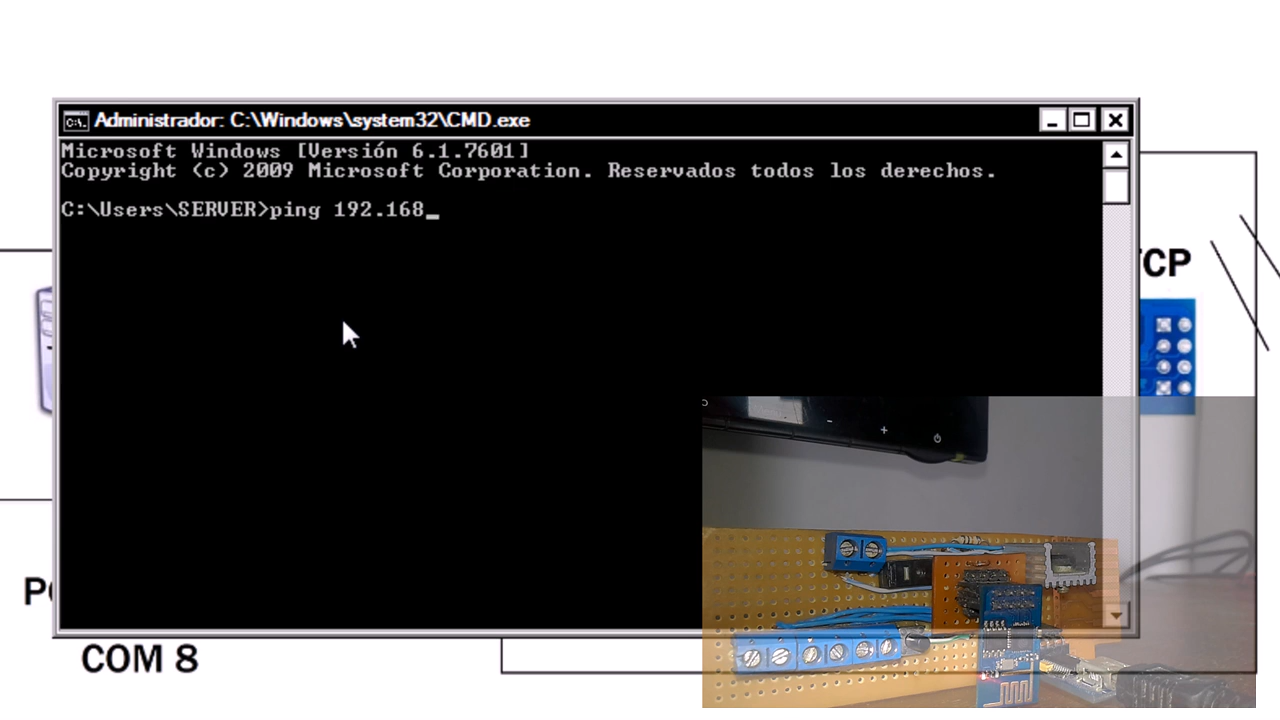 Administrador: C:\Windows\system32\CMD.exe
Microsoft Windows [Versión 6.1.7601]
Copyright (c) 2009 Microsoft Corporation. Reservados todos los derechos.
C:\Users\SERVER>ping 192.168_
TCP
COM 8